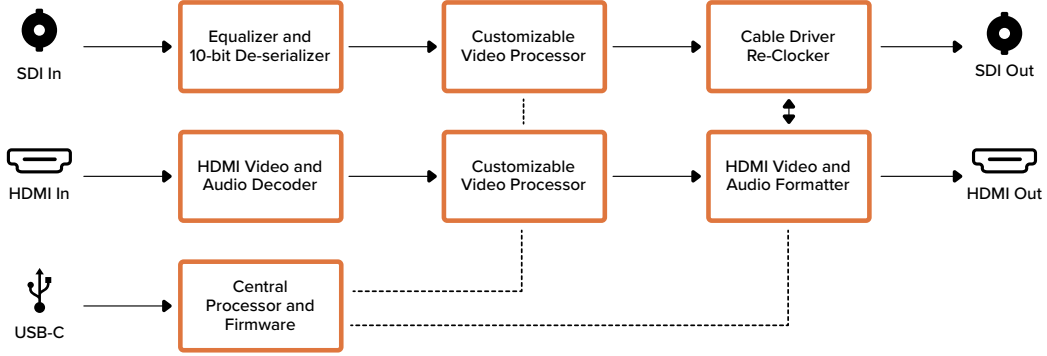 SDI In
Equalizer and
10-bit De-serializer
Customizable
Video Processor
Cable Driver
Re-Clocker
SDI Out
HDMI In
HDMI Video and
Audio Decoder
Customizable
Video Processor
HDMI Video and
Audio Formatter
HDMI Out
USB-C
Central
Processor and
Firmware